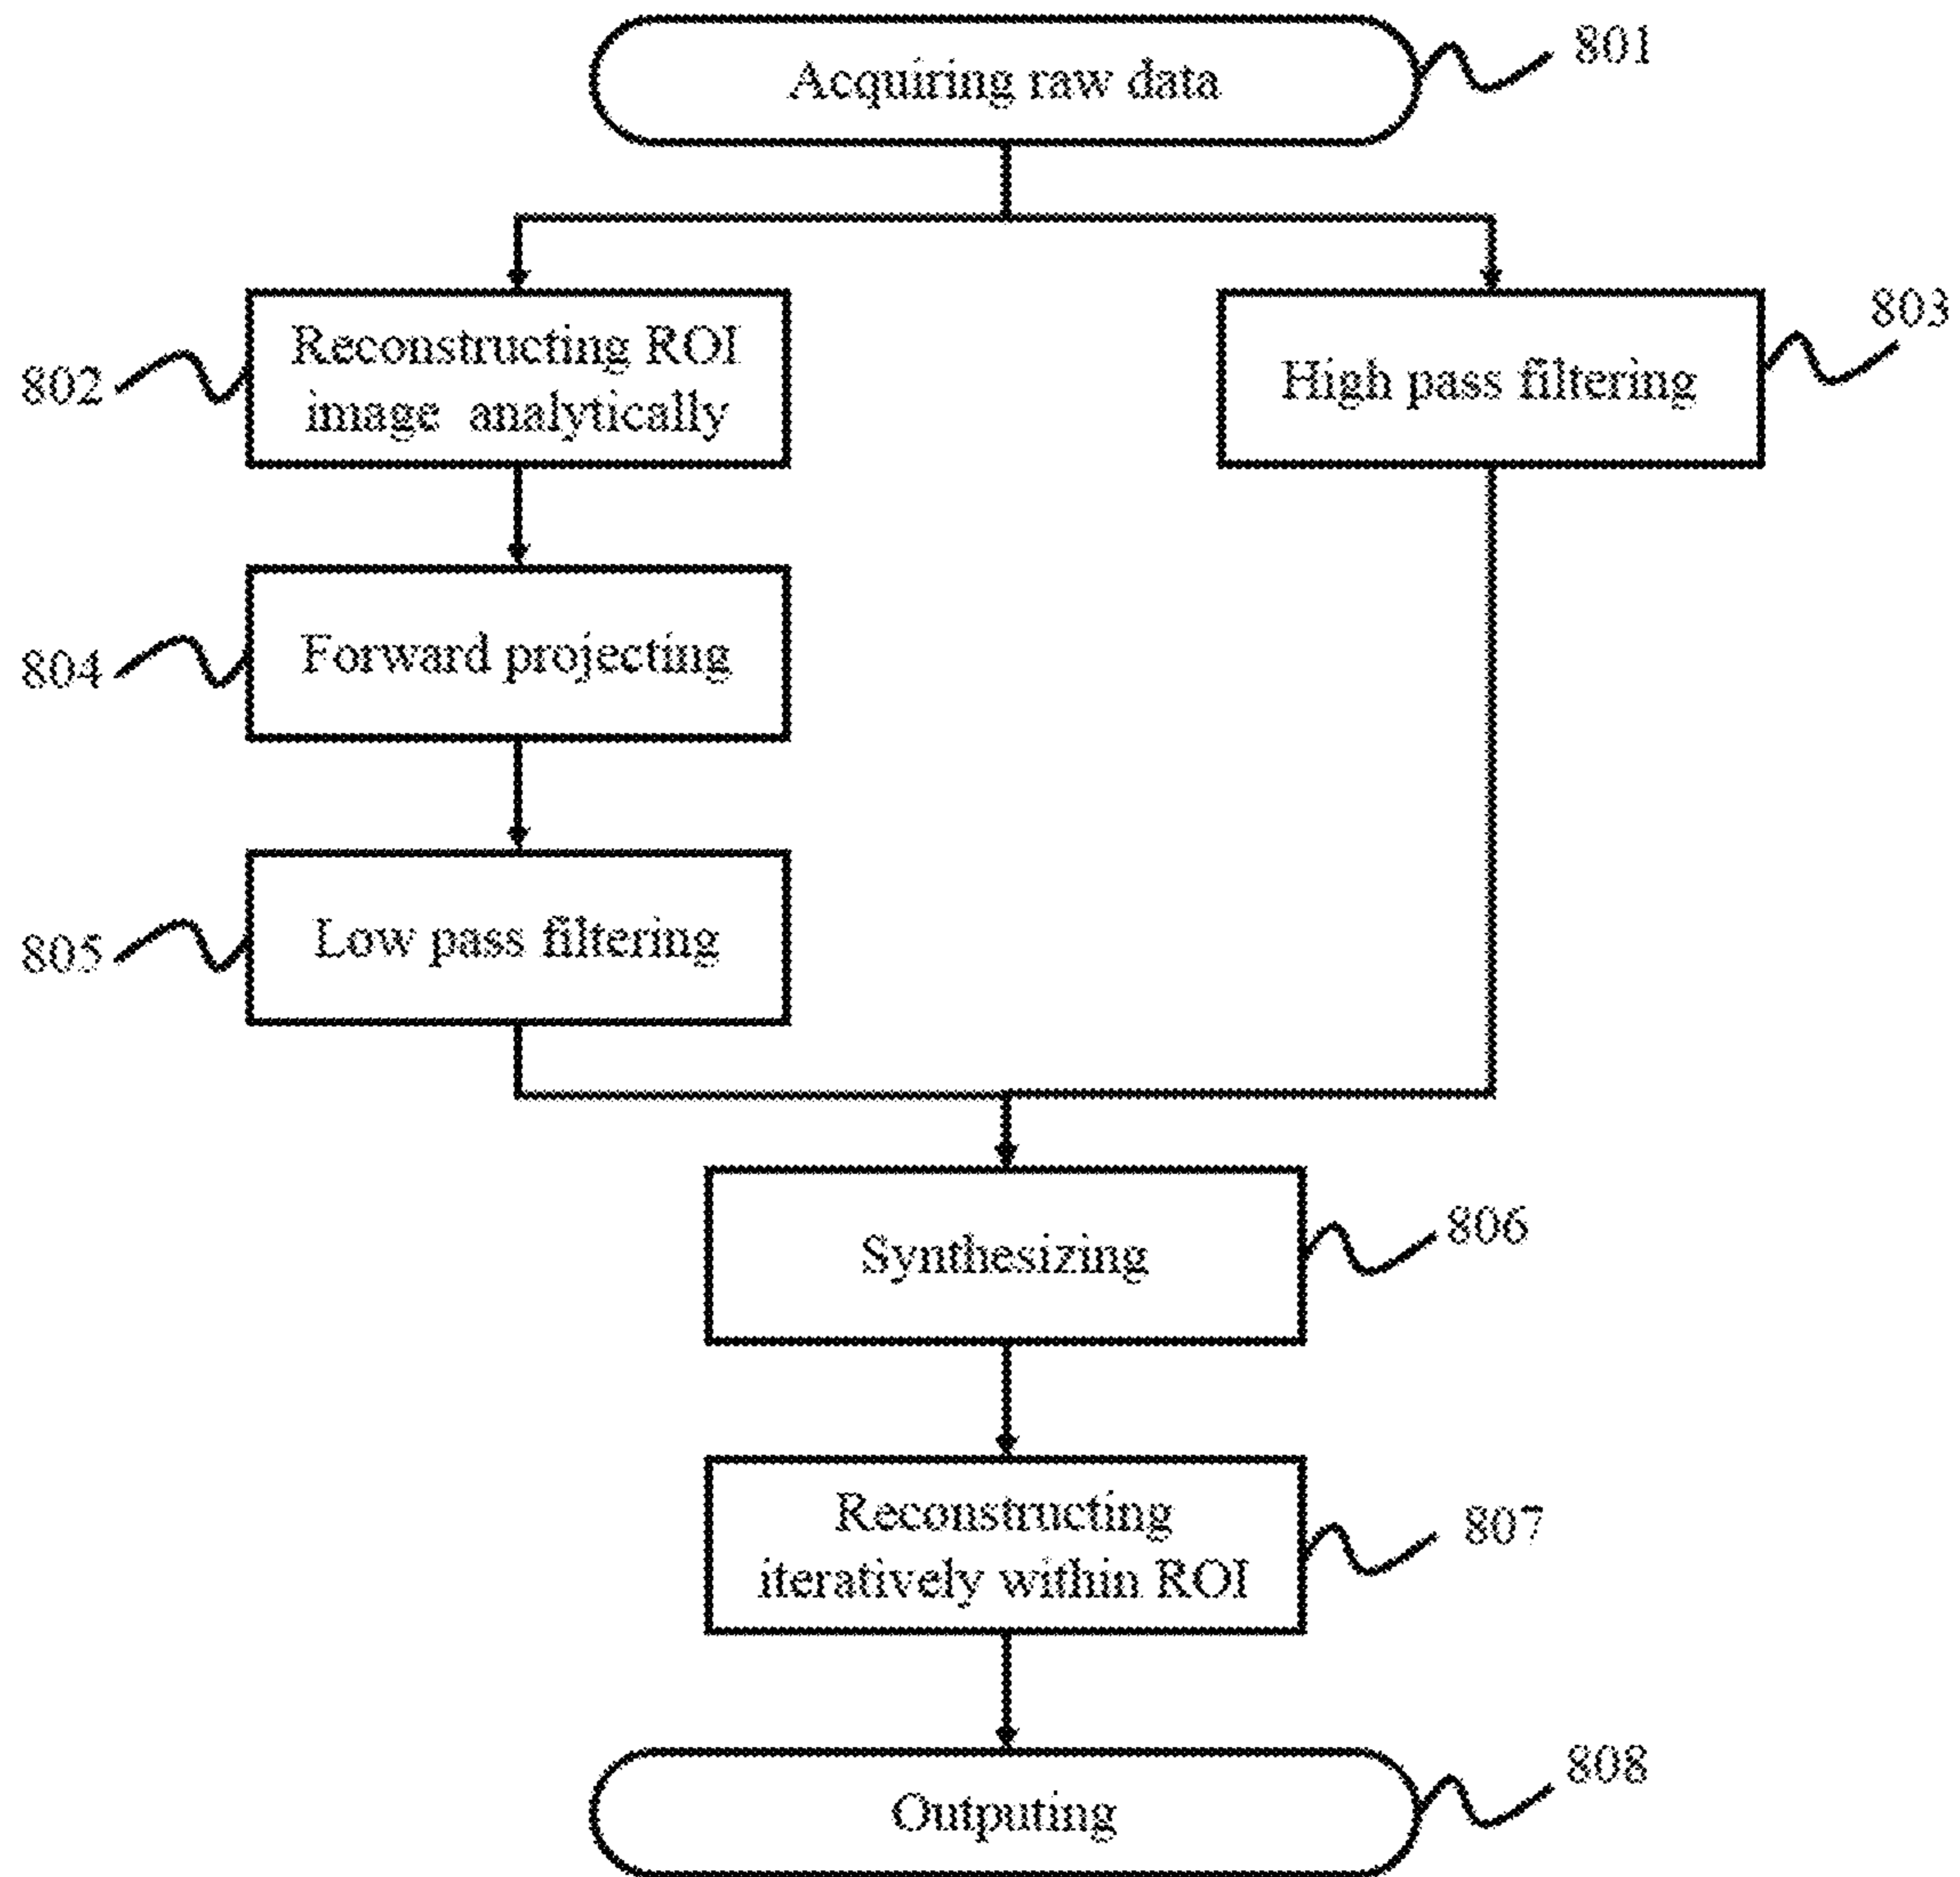 Acquiring raw data
801
Reconstructing ROI
image analytically
802
High pass filtering
803
Forward projecting
804
Low pass filtering
805
Synthesizing
806
Reconstructing
iteratively within ROI
807
Outputing
808